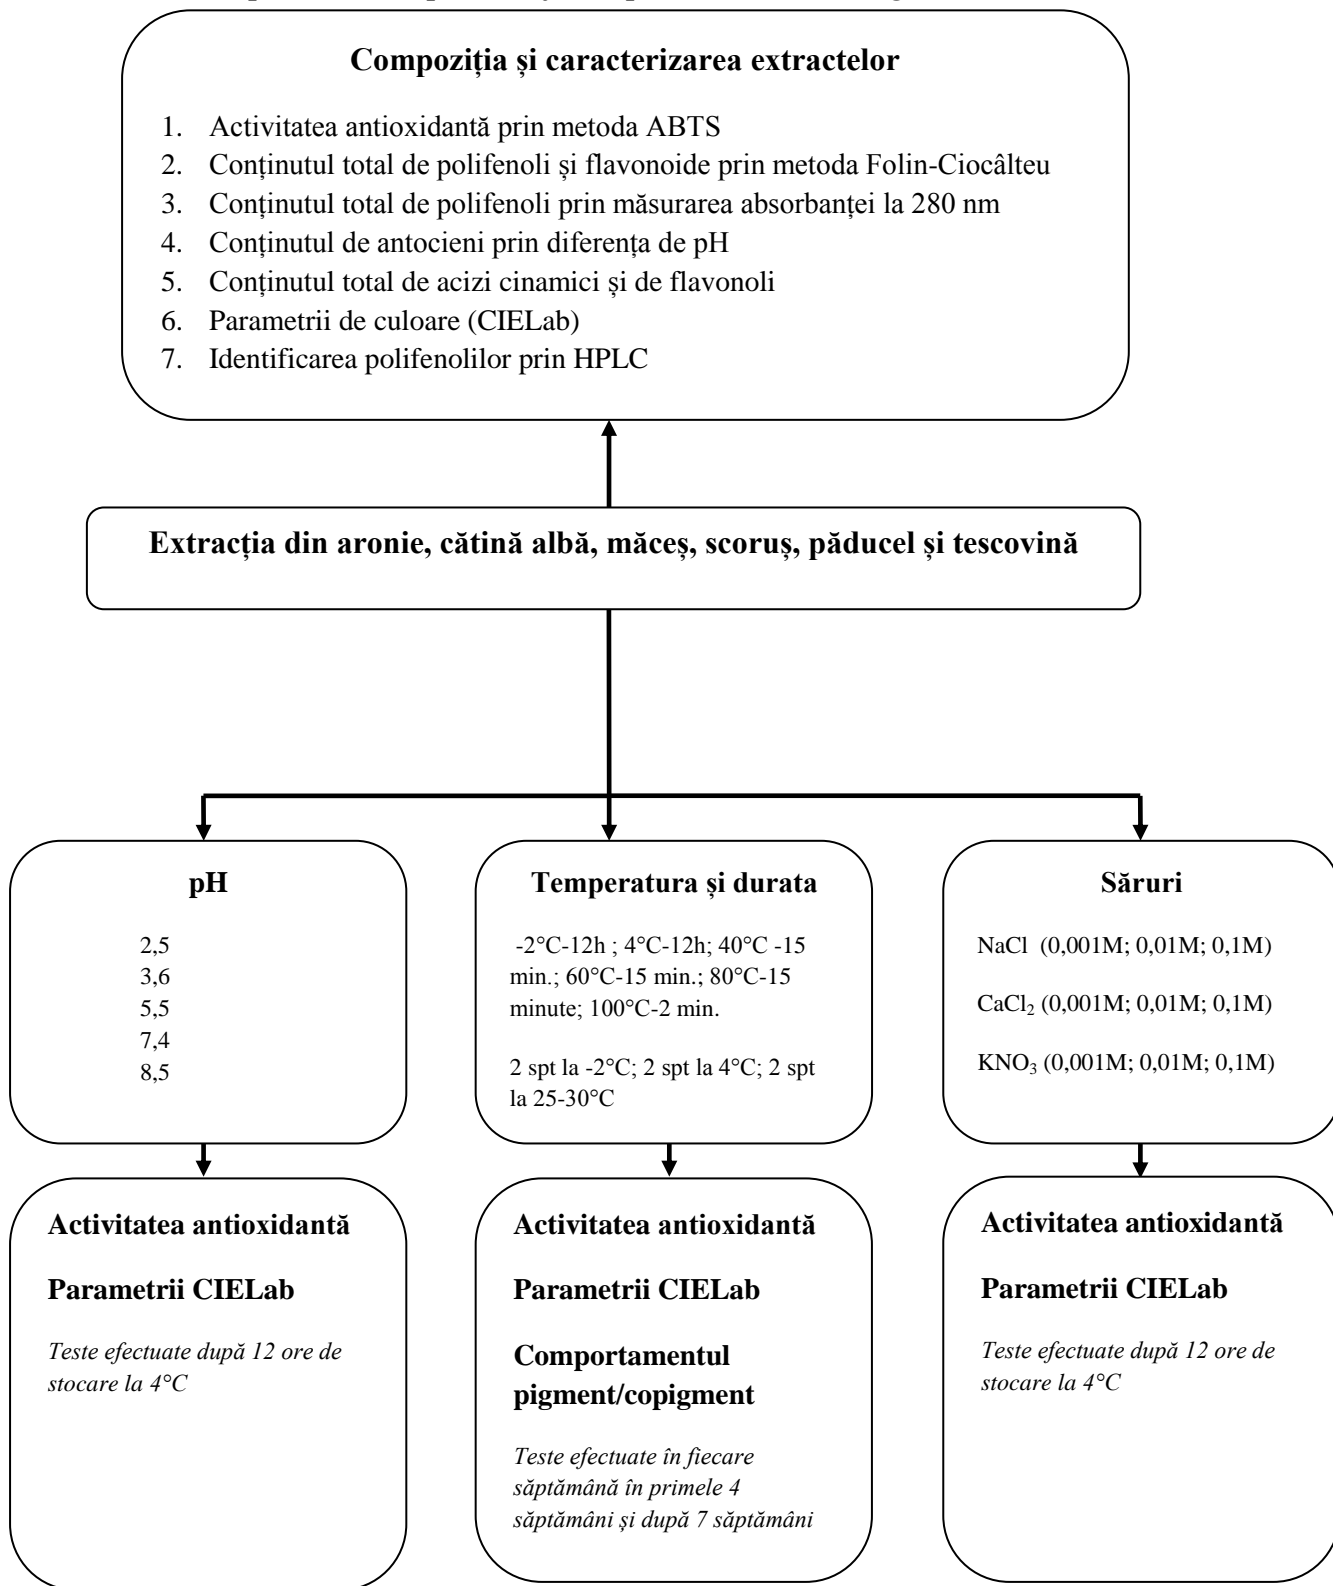 Compoziția și caracterizarea extractelor
1. Activitatea antioxidantă prin metoda ABTS
2. Conținutul total de polifenoli și flavonoide prin metoda Folin-Ciocâlteu
3. Conținutul total de polifenoli prin măsurarea absorbanței la 280 nm
4. Conținutul de antocieni prin diferența de pH
5. Conținutul total de acizi cinamici și de flavonoli
6. Parametrii de culoare (CIELab)
7. Identificarea polifenolilor prin HPLC
Extracția din aronie, cătină albă, măceș, scoruș, păducel și tescovină
pH
2,5
3,6
5,5
7,4
8,5
Temperatura și durata
-2°C-12h ; 4°C-12h; 40°C -15
min.; 60°C-15 min.; 80°C-15
minute; 100°C-2 min.
2 spt la -2°C; 2 spt la 4°C; 2 spt
la 25-30°C
Săruri
NaCl (0,001M; 0,01M; 0,1M)
CaCl₂ (0,001M; 0,01M; 0,1M)
KNO₃ (0,001M; 0,01M; 0,1M)
Activitatea antioxidantă
Parametrii CIELab
Teste efectuate după 12 ore de
stocare la 4°C
Activitatea antioxidantă
Parametrii CIELab
Comportamentul
pigment/copigment
Teste efectuate în fiecare
săptămână în primele 4
săptămâni și după 7 săptămâni
Activitatea antioxidantă
Parametrii CIELab
Teste efectuate după 12 ore de
stocare la 4°C